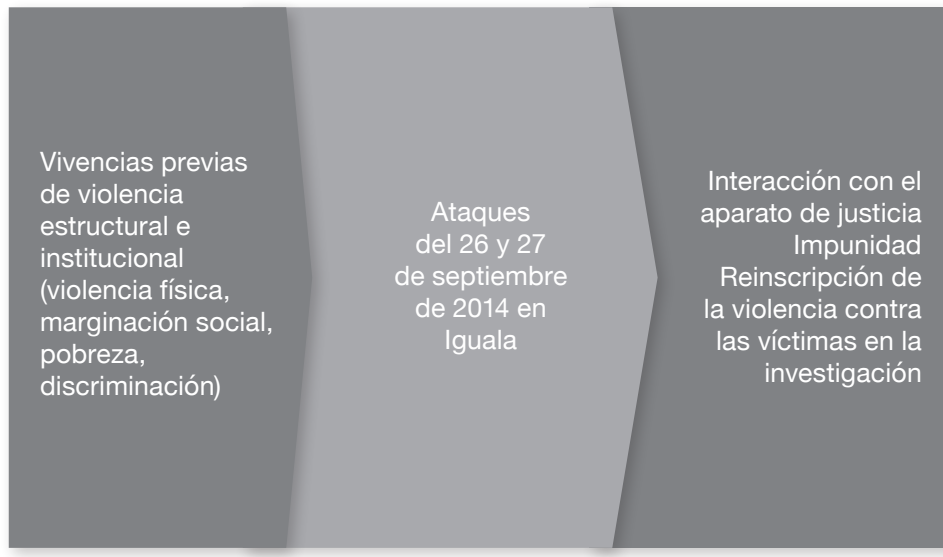 Vivencias previas
de violencia
estructural e
institucional
(violencia física,
marginación social,
pobreza,
discriminación)
Ataques
del 26 y 27
de septiembre
de 2014 en
Iguala
Interacción con el
aparato de justicia
Impunidad
Reinscripción de
la violencia contra
las víctimas en la
investigación